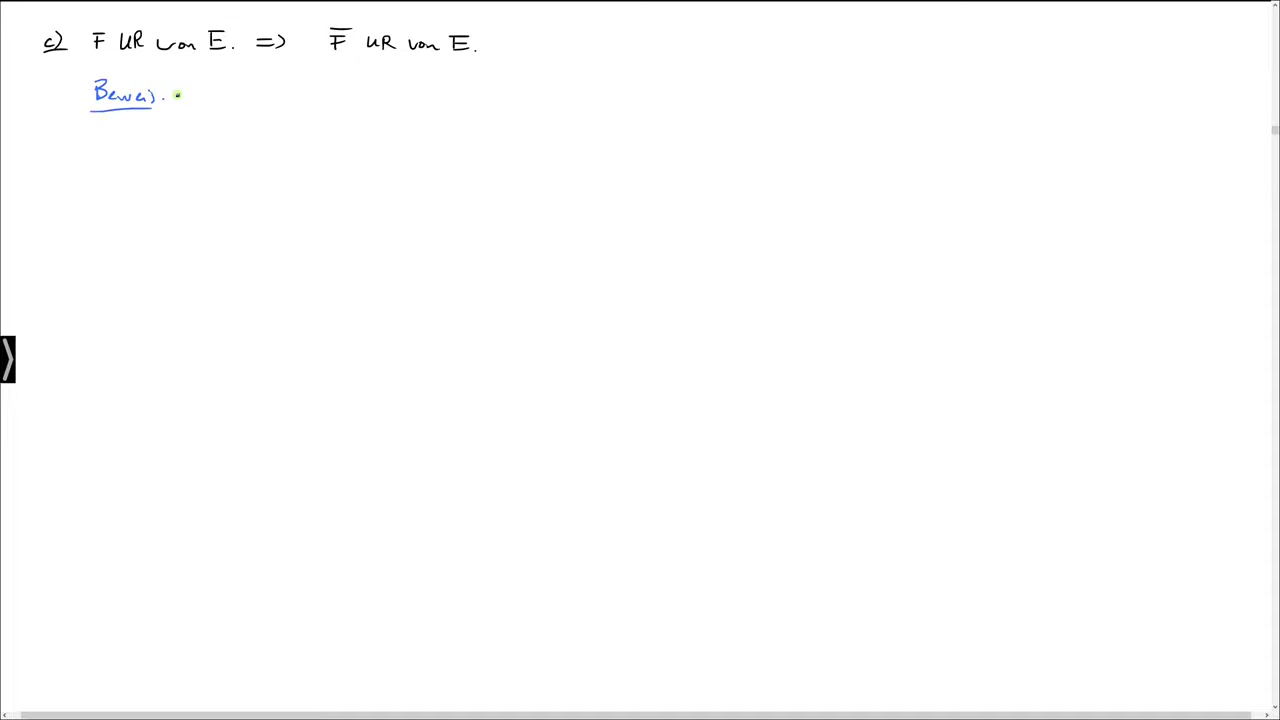 c) F UR von E. => F̅ UR von E.
Beweis.